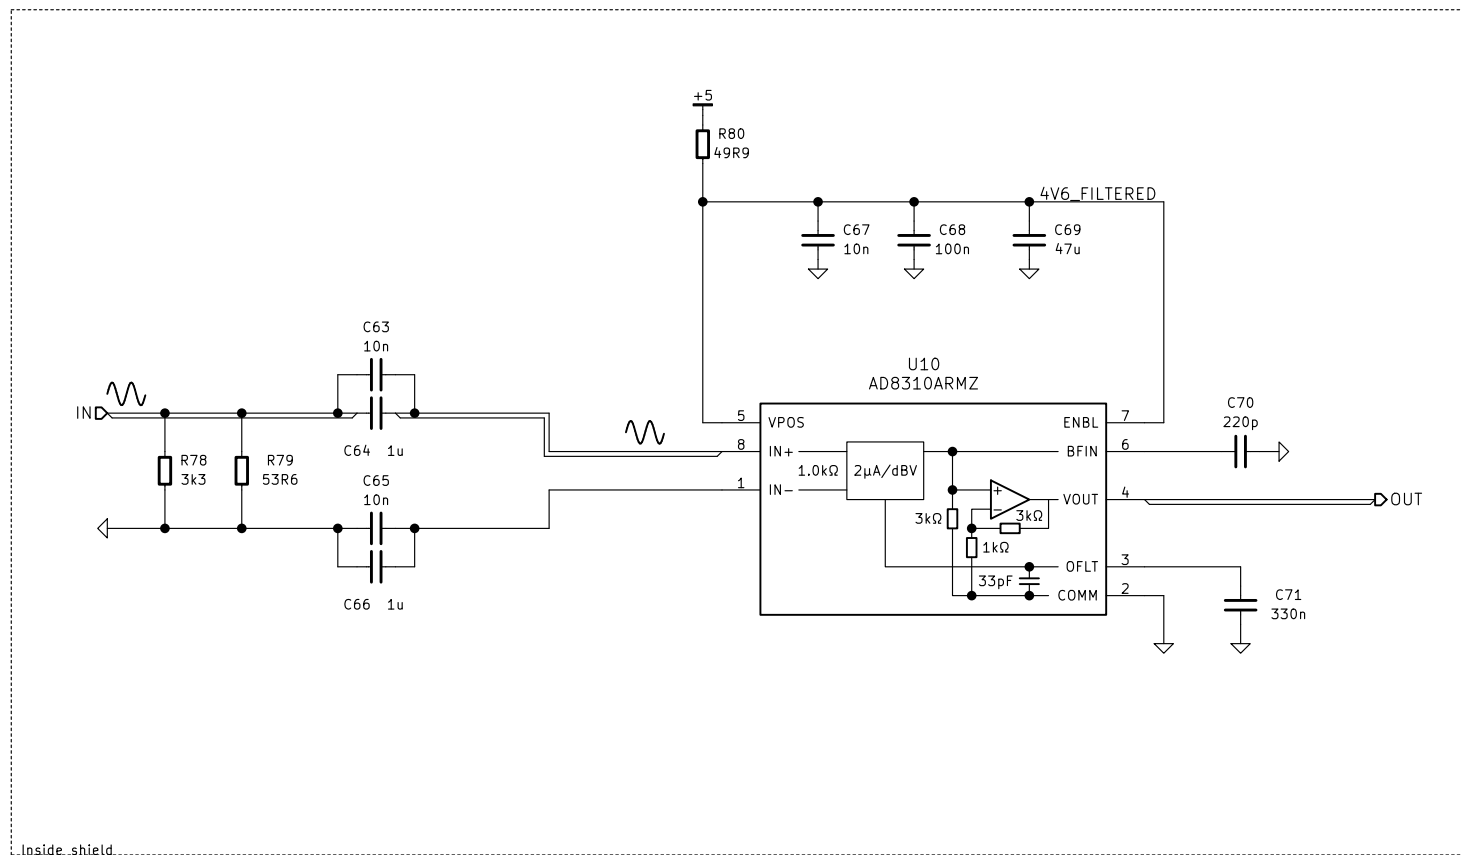 +5
R80
49R9
4V6_FILTERED
C67
10n
C68
100n
C69
47u
C63
10n
IN
C64 1u
R78
3k3
R79
53R6
C65
10n
C66 1u
U10
AD8310ARMZ
5
VPOS
ENBL
7
8
IN+
1.0kΩ
2µA/dBV
BFIN
6
1
IN-
+
-
VOUT
4
3kΩ
3kΩ
1kΩ
33pF
OFLT
3
COMM
2
C70
220p
OUT
C71
330n
Inside shield